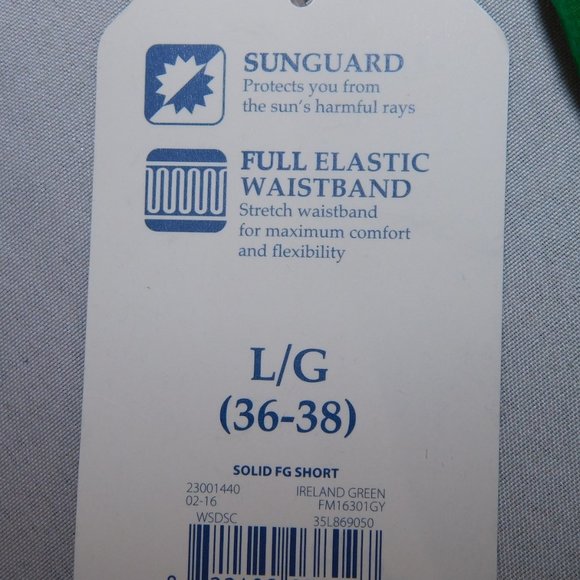 SUNGUARD
Protects you from
the sun's harmful rays
FULL ELASTIC
WAISTBAND
Stretch waistband
for maximum comfort
and flexibility
L/G
(36-38)
SOLID FG SHORT
23001440 IRELAND GREEN
02-16 FM16301GY
WSDSC 35L869050